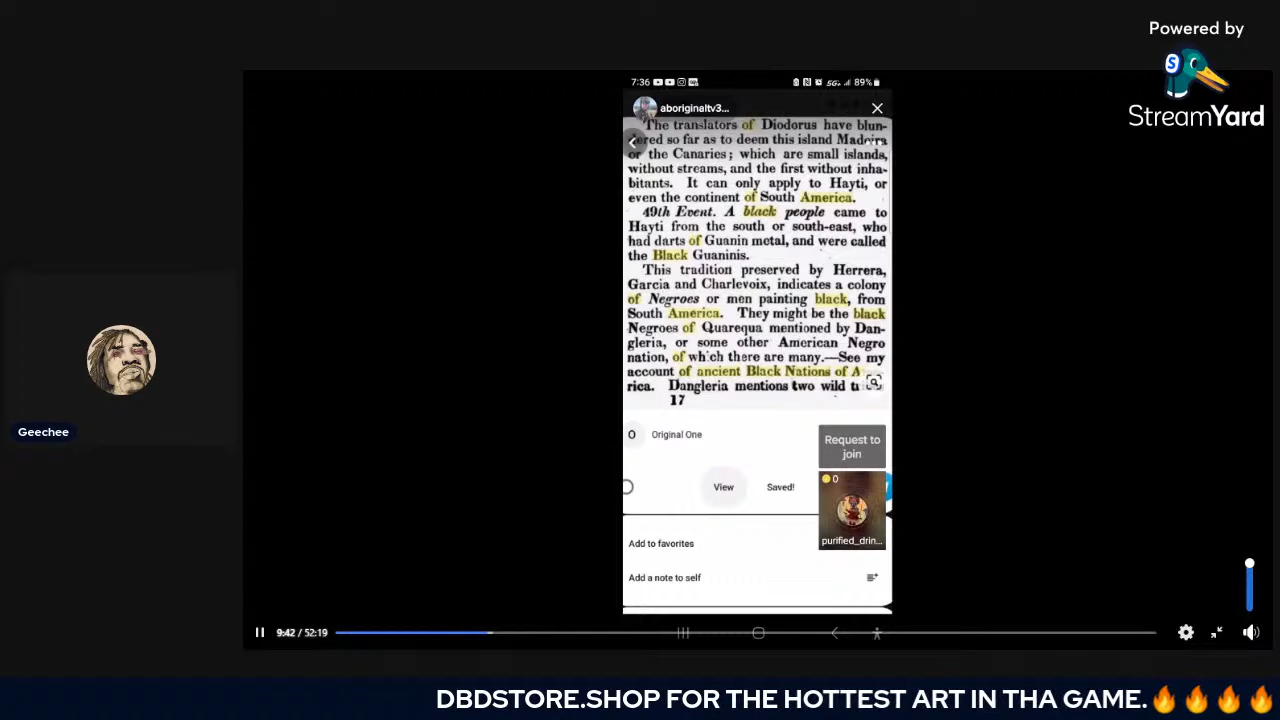 Powered by
StreamYard
7:36
5G+
89%
aboriginaltv3...
The translators of Diodorus have blun-
dered so far as to deem this island Madeira
or the Canaries; which are small islands,
without streams, and the first without inha-
bitants. It can only apply to Hayti, or
even the continent of South America.
49th Event. A black people came to
Hayti from the south or south-east, who
had darts of Guanin metal, and were called
the Black Guaninis.
This tradition preserved by Herrera,
Garcia and Charlevoix, indicates a colony
of Negroes or men painting black, from
South America. They might be the black
Negroes of Quarequa mentioned by Dan-
gleria, or some other American Negro
nation, of which there are many.—See my
account of ancient Black Nations of A
rica. Dangleria mentions two wild
17
O Original One
Request to
join
View Saved!
0
purified_drin...
Add to favorites
Add a note to self
Geechee
9:42 / 52:19
DBDSTORE.SHOP FOR THE HOTTEST ART IN THA GAME.🔥🔥🔥🔥